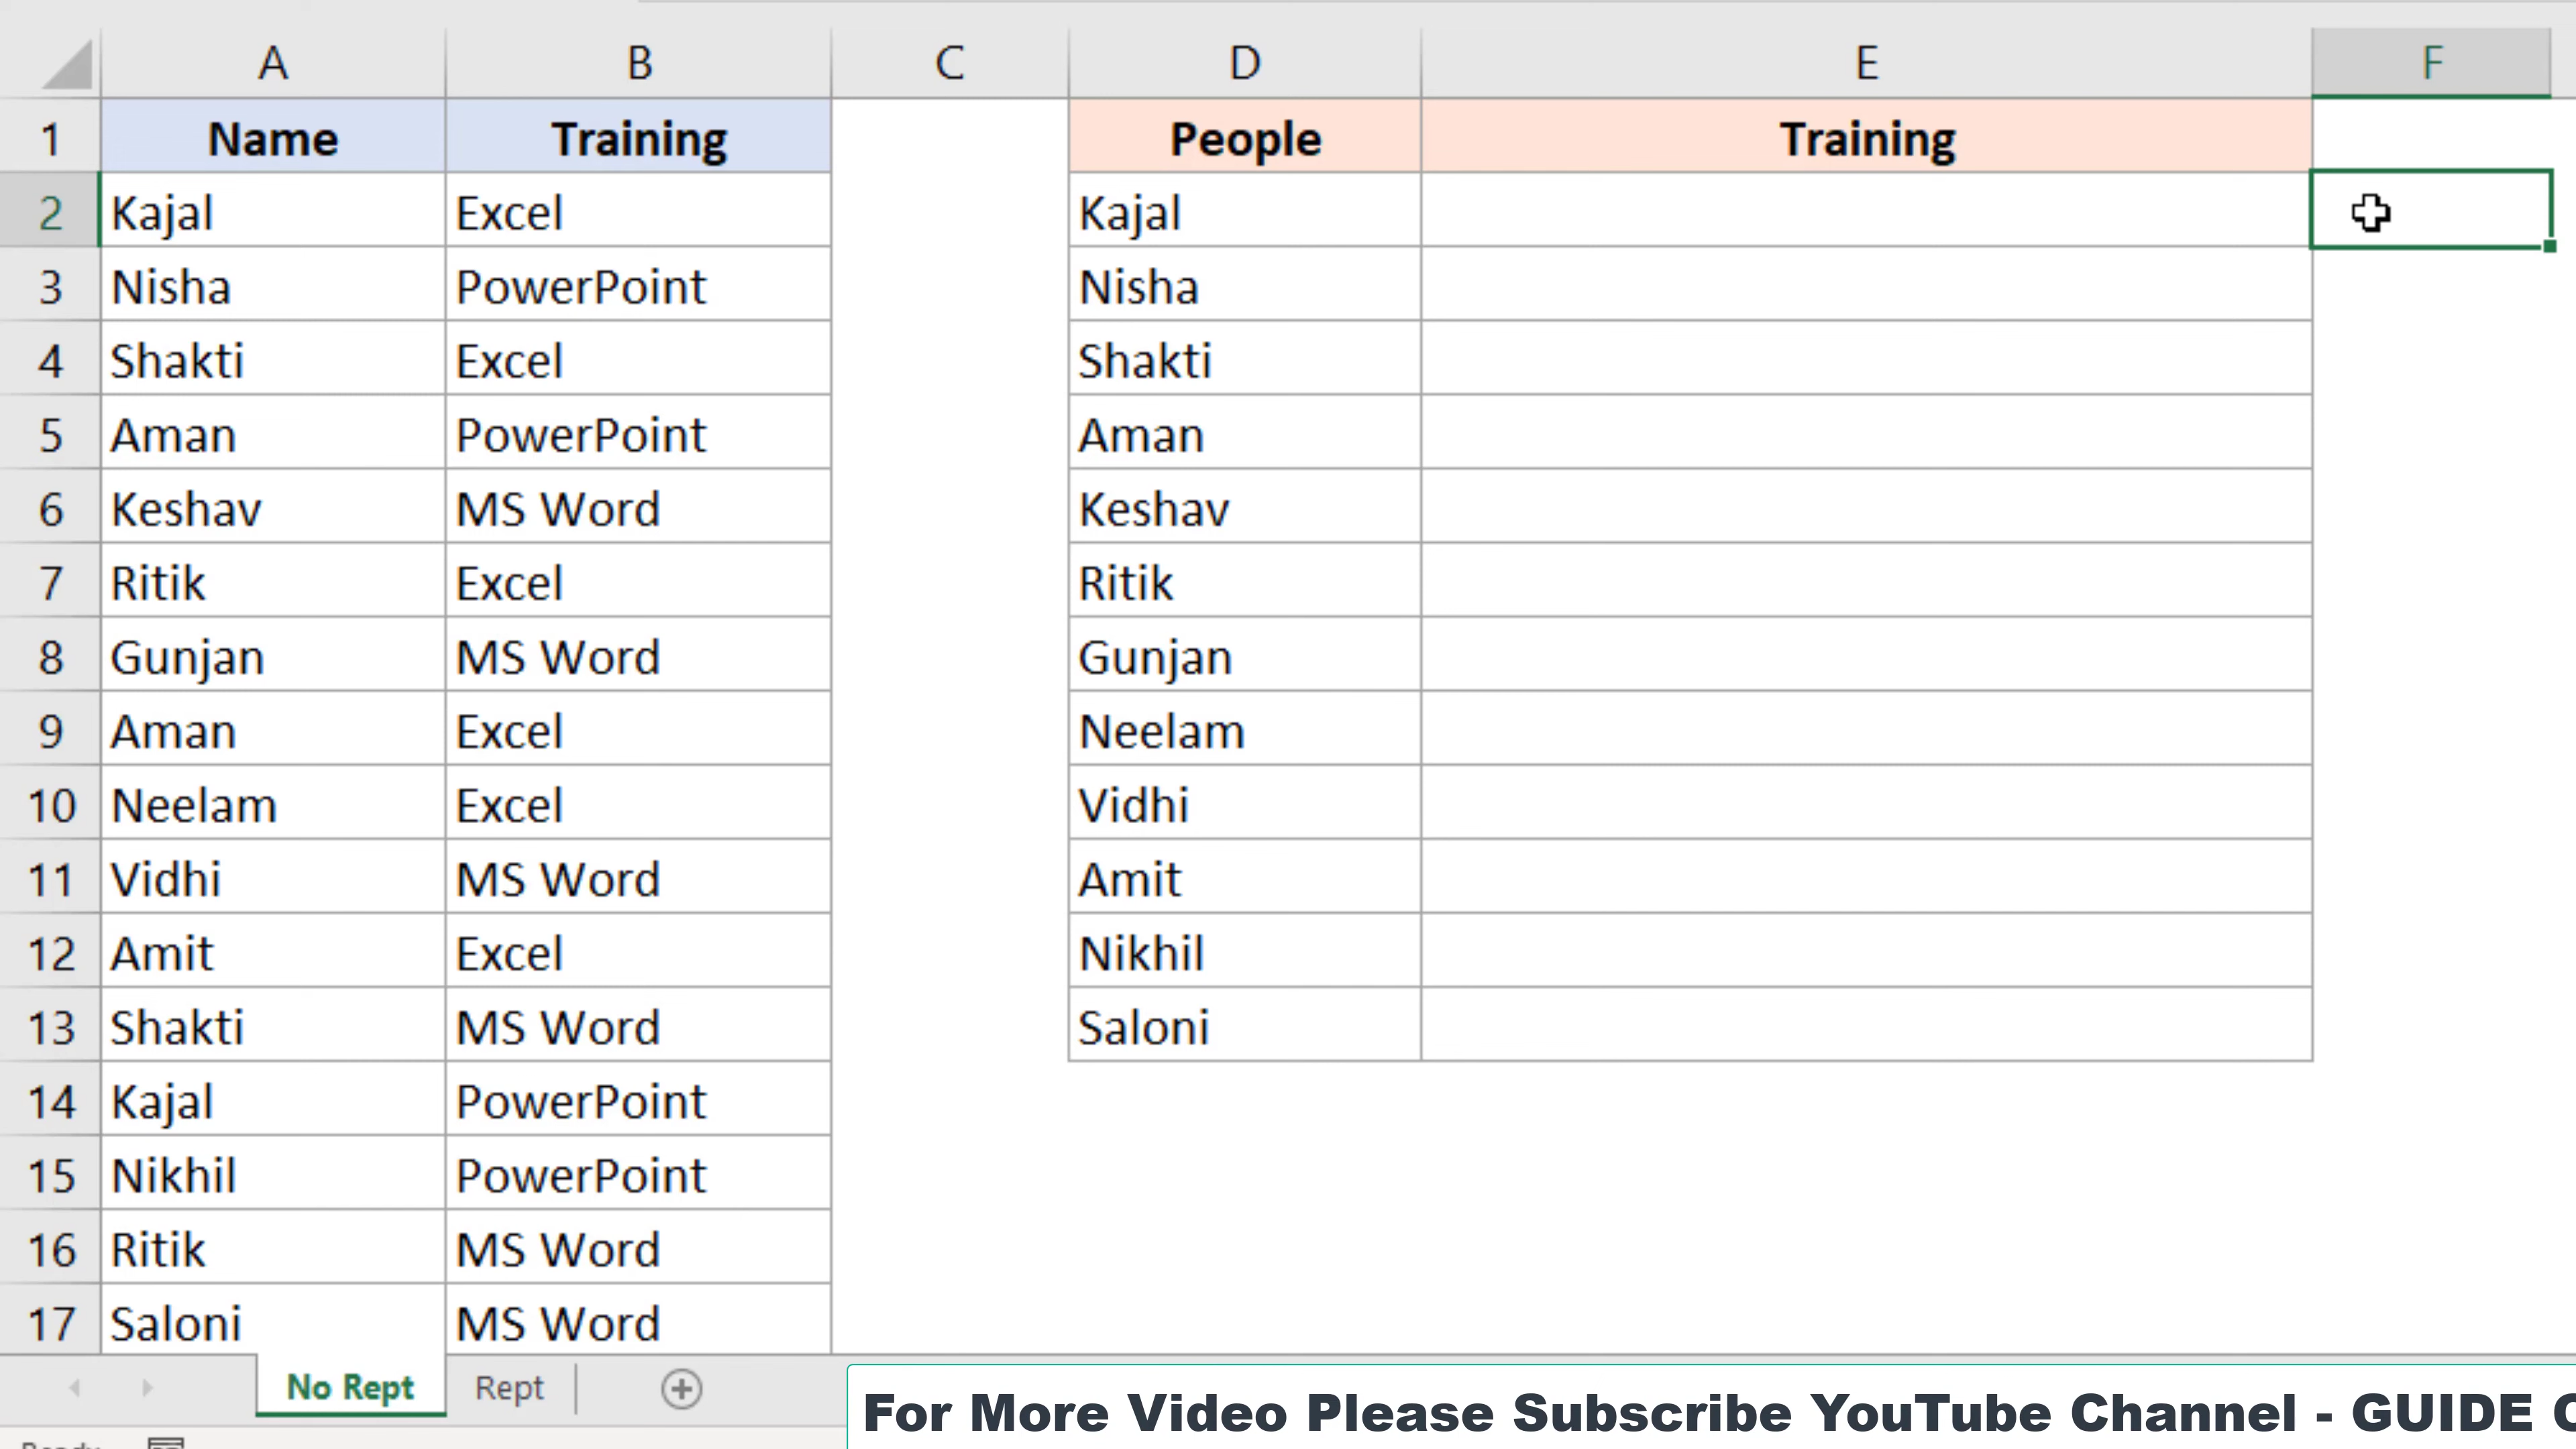 A B C D E F
1 Name Training People Training
2 Kajal Excel Kajal
3 Nisha PowerPoint Nisha
4 Shakti Excel Shakti
5 Aman PowerPoint Aman
6 Keshav MS Word Keshav
7 Ritik Excel Ritik
8 Gunjan MS Word Gunjan
9 Aman Excel Neelam
10 Neelam Excel Vidhi
11 Vidhi MS Word Amit
12 Amit Excel Nikhil
13 Shakti MS Word Saloni
14 Kajal PowerPoint
15 Nikhil PowerPoint
16 Ritik MS Word
17 Saloni MS Word
No Rept Rept
For More Video Please Subscribe YouTube Channel - GUIDE